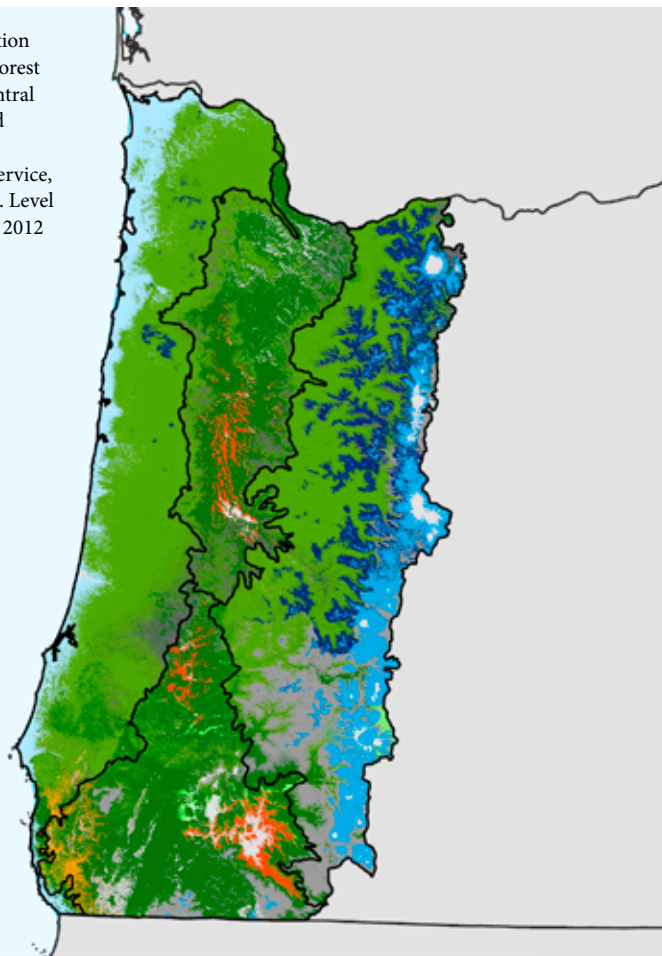 tion
orest
ntral
d
ervice,
. Level
2012